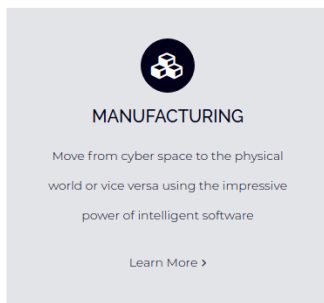 MANUFACTURING
Move from cyber space to the physical
world or vice versa using the impressive
power of intelligent software
Learn More >